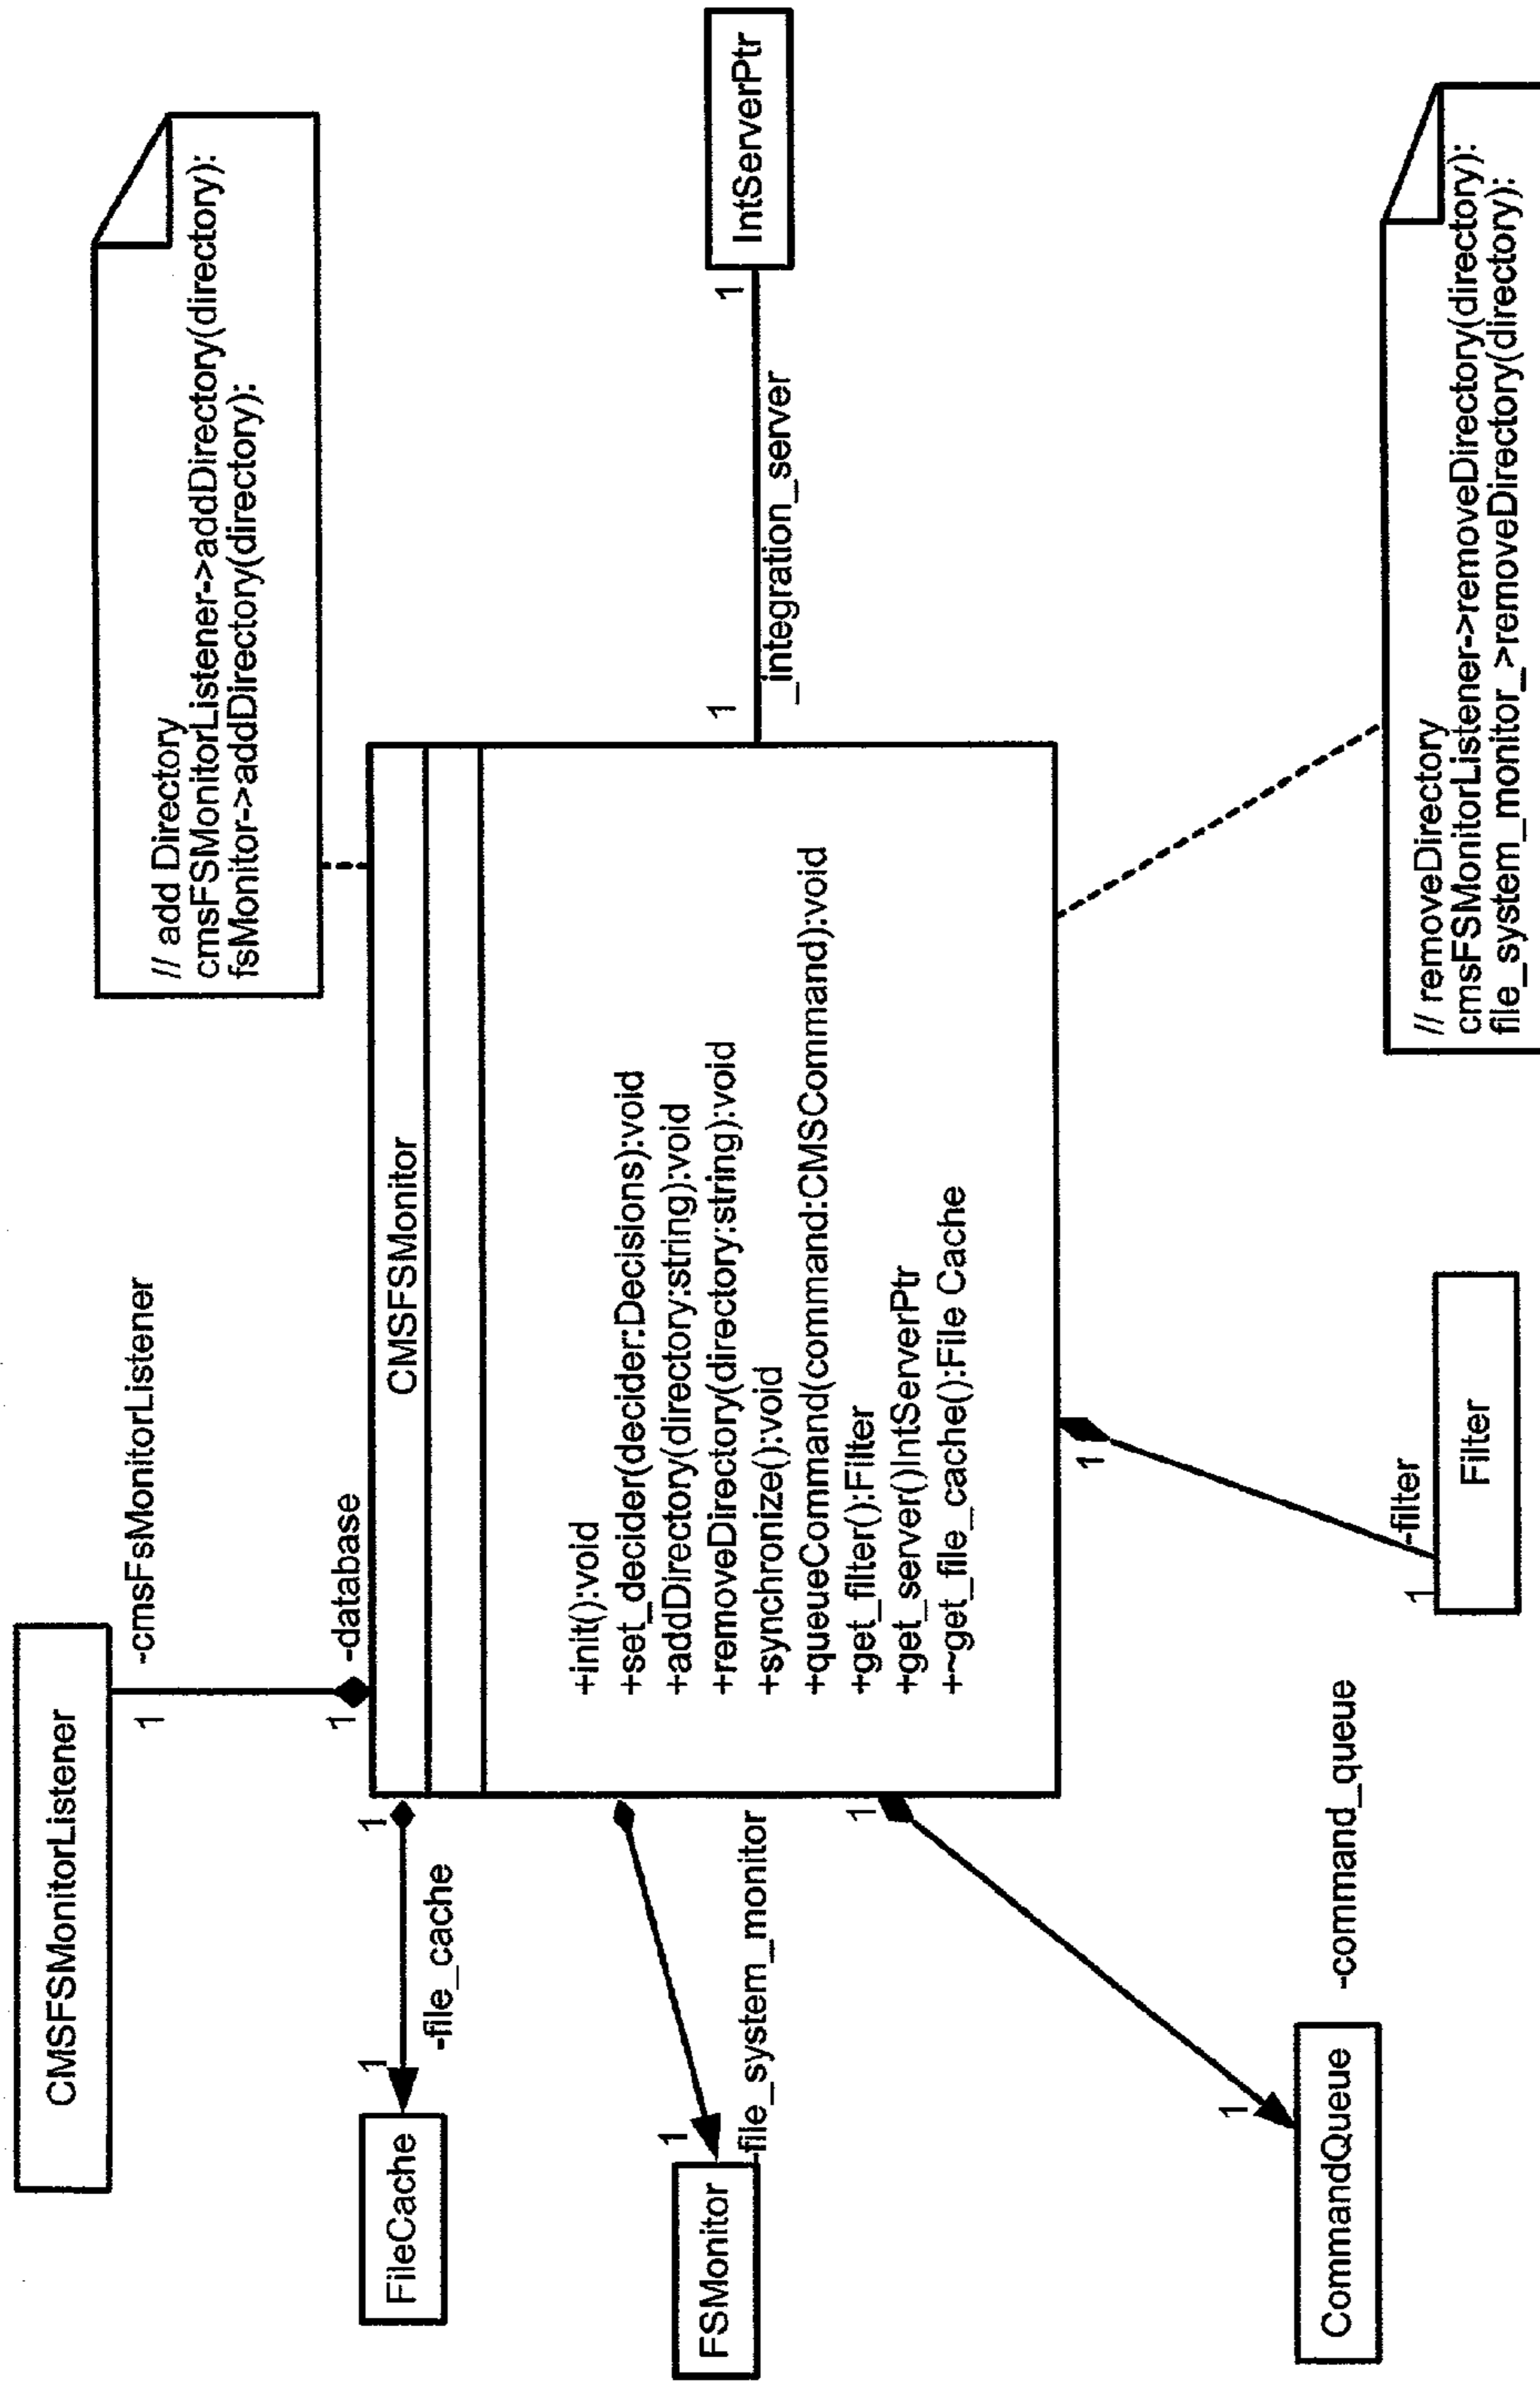 CMSFSMonitorListener
-cmsFsMonitorListener
1
-database
1
// add Directory
cmsFSMonitorListener->addDirectory(directory):
fsMonitor->addDirectory(directory):
CMSFSMonitor
+init():void
+set_decider(decider:Decisions):void
+addDirectory(directory:string):void
+removeDirectory(directory:string):void
+synchronize():void
+queueCommand(command:CMSCommand):void
+get_filter():Filter
+get_server()IntServerPtr
+~get_file_cache():File Cache
1
1
-file_cache
FileCache
1
-file_system_monitor
FSMonitor
1
1
-command_queue
CommandQueue
1
1
_integration_server
IntServerPtr
1
1
-filter
Filter
// removeDirectory
cmsFSMonitorListener->removeDirectory(directory):
file_system_monitor_>removeDirectory(directory):